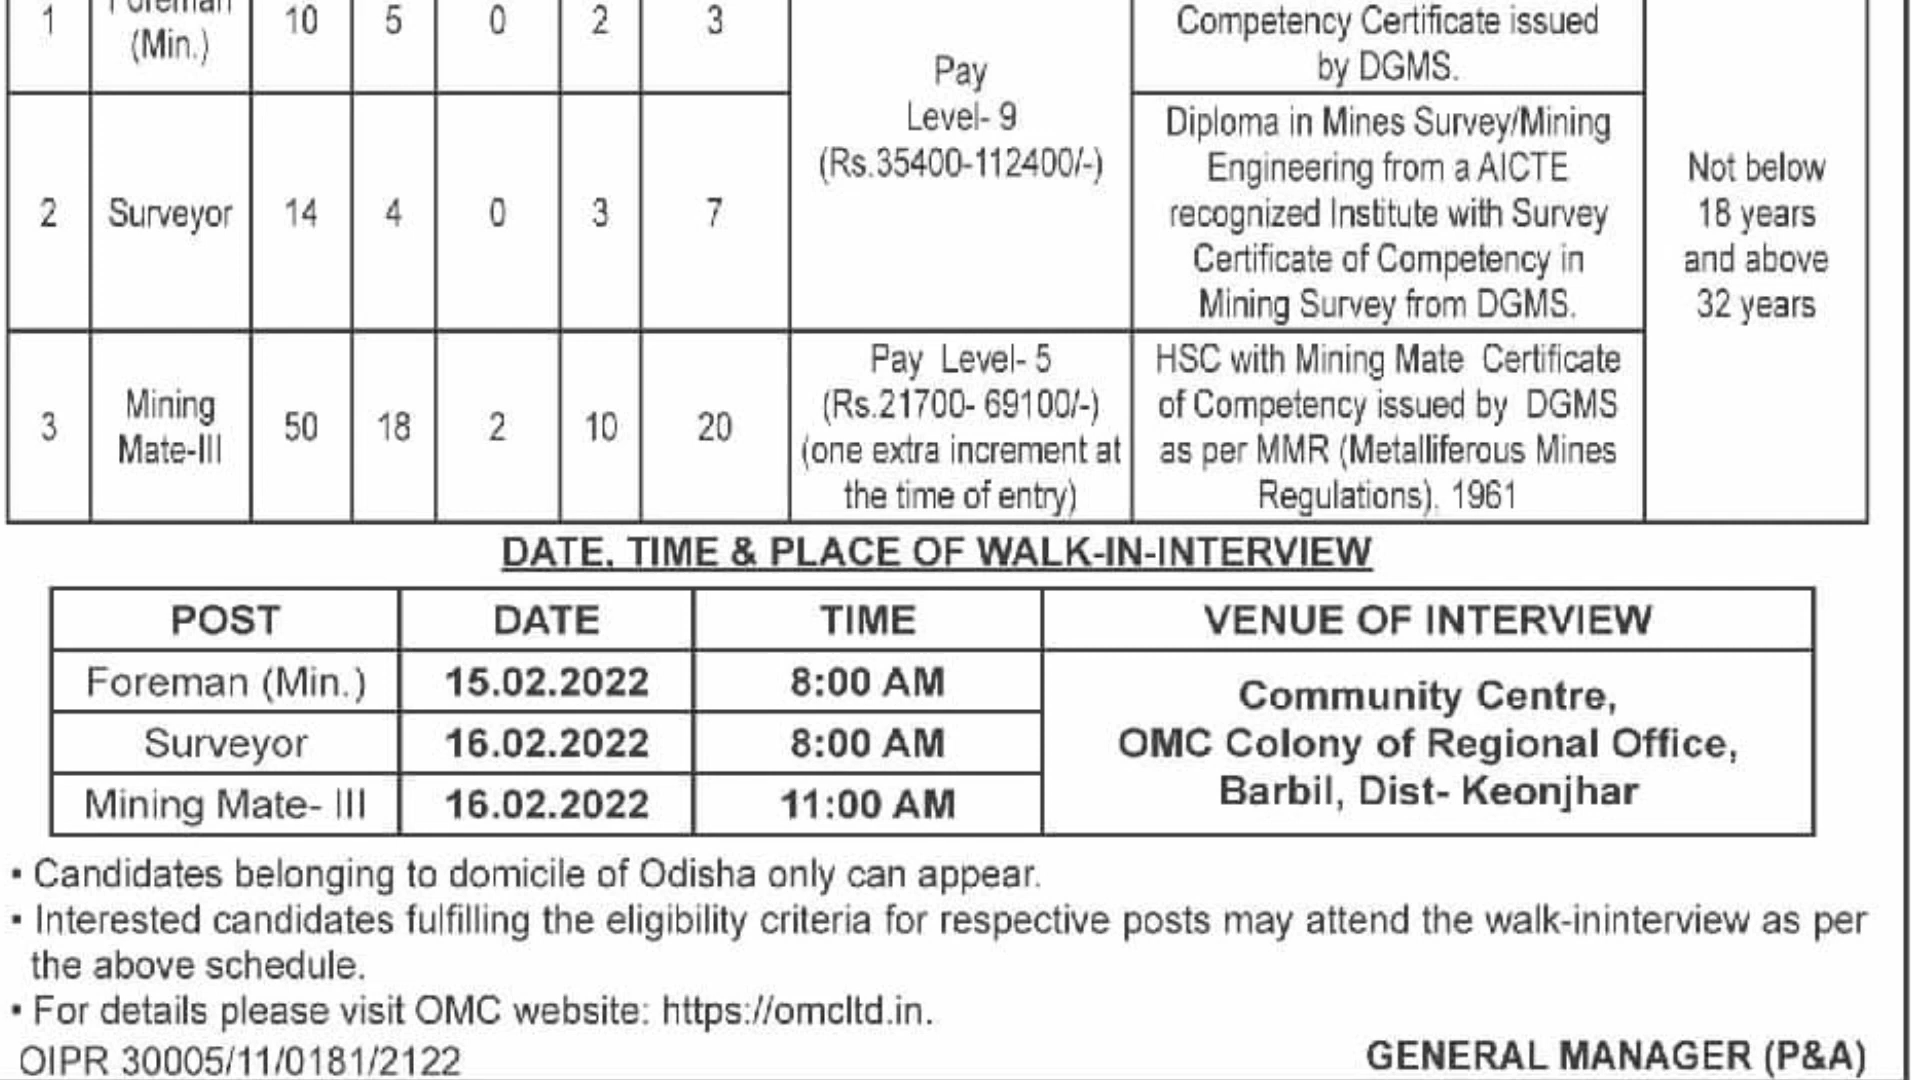 1 Foreman (Min.) 10 5 0 2 3
Pay
Level- 9
(Rs.35400-112400/-)
Competency Certificate issued
by DGMS.
2 Surveyor 14 4 0 3 7
Diploma in Mines Survey/Mining
Engineering from a AICTE
recognized Institute with Survey
Certificate of Competency in
Mining Survey from DGMS.
Not below
18 years
and above
32 years
3 Mining Mate-III 50 18 2 10 20
Pay Level- 5
(Rs.21700- 69100/-)
(one extra increment at
the time of entry)
HSC with Mining Mate Certificate
of Competency issued by DGMS
as per MMR (Metalliferous Mines
Regulations). 1961
DATE, TIME & PLACE OF WALK-IN-INTERVIEW
POST DATE TIME VENUE OF INTERVIEW
Foreman (Min.) 15.02.2022 8:00 AM
Surveyor 16.02.2022 8:00 AM
Mining Mate- III 16.02.2022 11:00 AM
Community Centre,
OMC Colony of Regional Office,
Barbil, Dist- Keonjhar
▪ Candidates belonging to domicile of Odisha only can appear.
▪ Interested candidates fulfilling the eligibility criteria for respective posts may attend the walk-ininterview as per
the above schedule.
▪ For details please visit OMC website: https://omcltd.in.
OIPR 30005/11/0181/2122
GENERAL MANAGER (P&A)